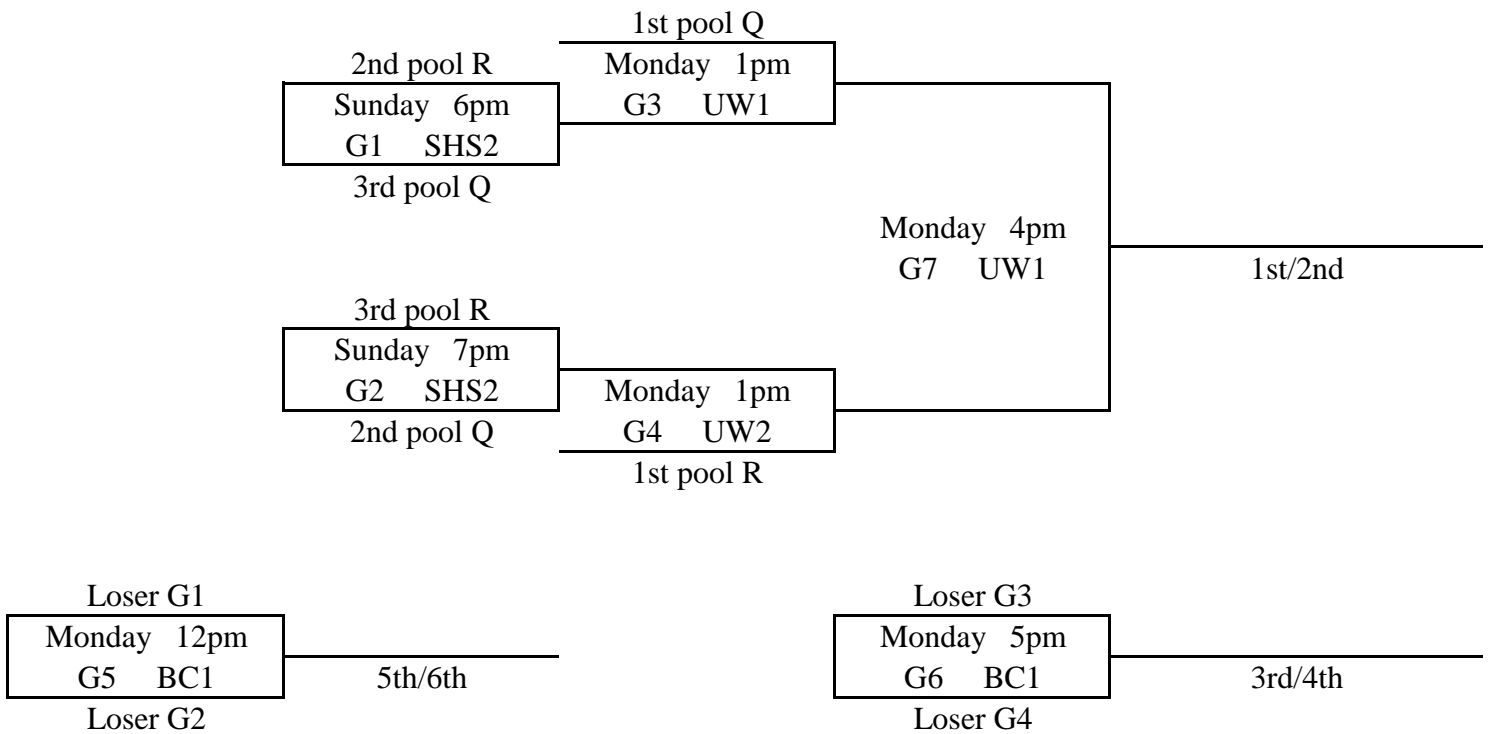 1st pool Q
2nd pool R
Monday 1pm
Sunday 6pm
G3 UW1
G1 SHS2
3rd pool Q
Monday 4pm
G7 UW1
1st/2nd
3rd pool R
Sunday 7pm
G2 SHS2
Monday 1pm
2nd pool Q
G4 UW2
1st pool R
Loser G1
Monday 12pm
G5 BC1
5th/6th
Loser G2
Loser G3
Monday 5pm
G6 BC1
3rd/4th
Loser G4